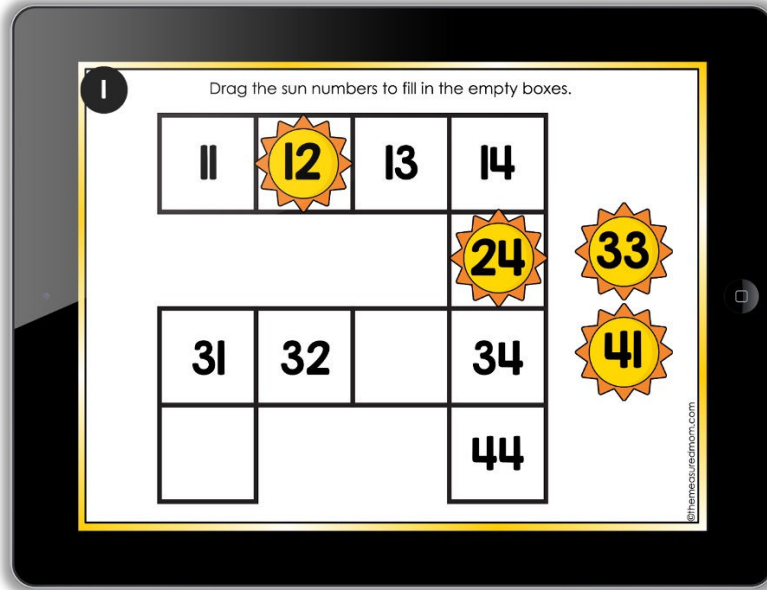 1
Drag the sun numbers to fill in the empty boxes.
11 12 13 14
24 33
31 32 34 41
44
©themeasuredmom.com